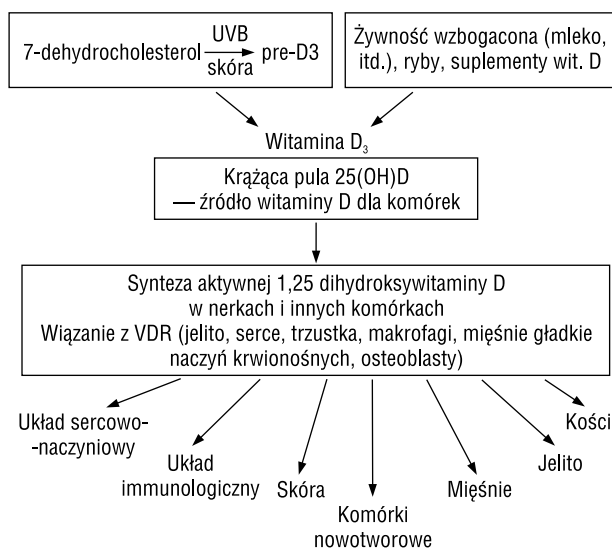 7-dehydrocholesterol UVB skóra pre-D3
Żywność wzbogacona (mleko,
itd.), ryby, suplementy wit. D
Witamina D₃
Krążąca pula 25(OH)D
— źródło witaminy D dla komórek
Synteza aktywnej 1,25 dihydroksywitaminy D
w nerkach i innych komórkach
Wiązanie z VDR (jelito, serce, trzustka, makrofagi, mięśnie gładkie
naczyń krwionośnych, osteoblasty)
Układ sercowo-
-naczyniowy
Układ
immunologiczny
Skóra
Komórki
nowotworowe
Mięśnie
Jelito
Kości